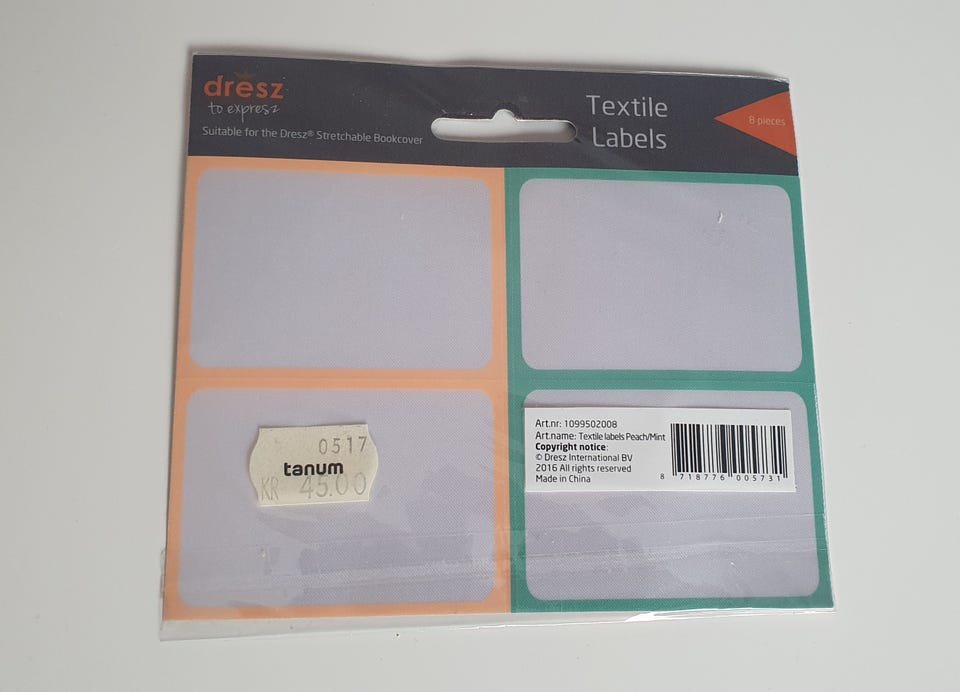 dresz
to expresz
Suitable for the Dresz® Stretchable Bookcover
Textile
Labels
8 pieces
0517
tanum
KR 45.00
Art.nr: 1099502008
Art.name: Textile labels Peach/Mint
Copyright notice:
© Dresz International BV
2016 All rights reserved
Made in China
8 718776 005731